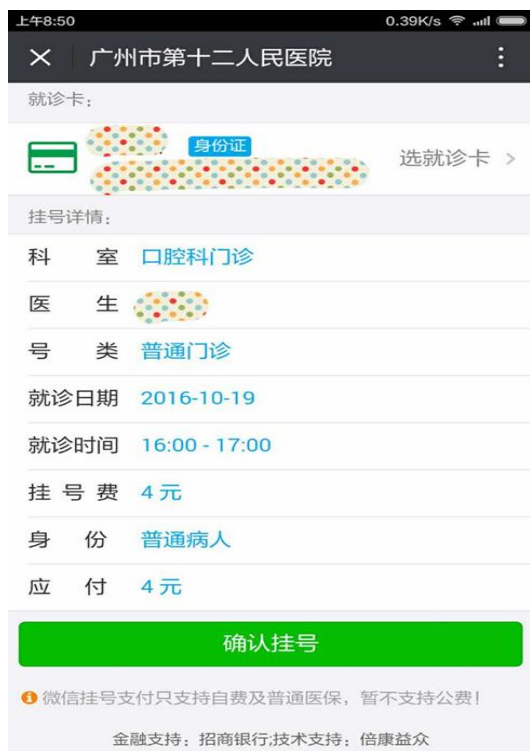 上午8:50 0.39K/s
广州市第十二人民医院
就诊卡：
身份证
选就诊卡
挂号详情：
科 室 口腔科门诊
医 生
号 类 普通门诊
就诊日期 2016-10-19
就诊时间 16:00 - 17:00
挂 号 费 4 元
身 份 普通病人
应 付 4 元
确认挂号
微信挂号支付只支持自费及普通医保，暂不支持公费！
金融支持：招商银行;技术支持：倍康益众